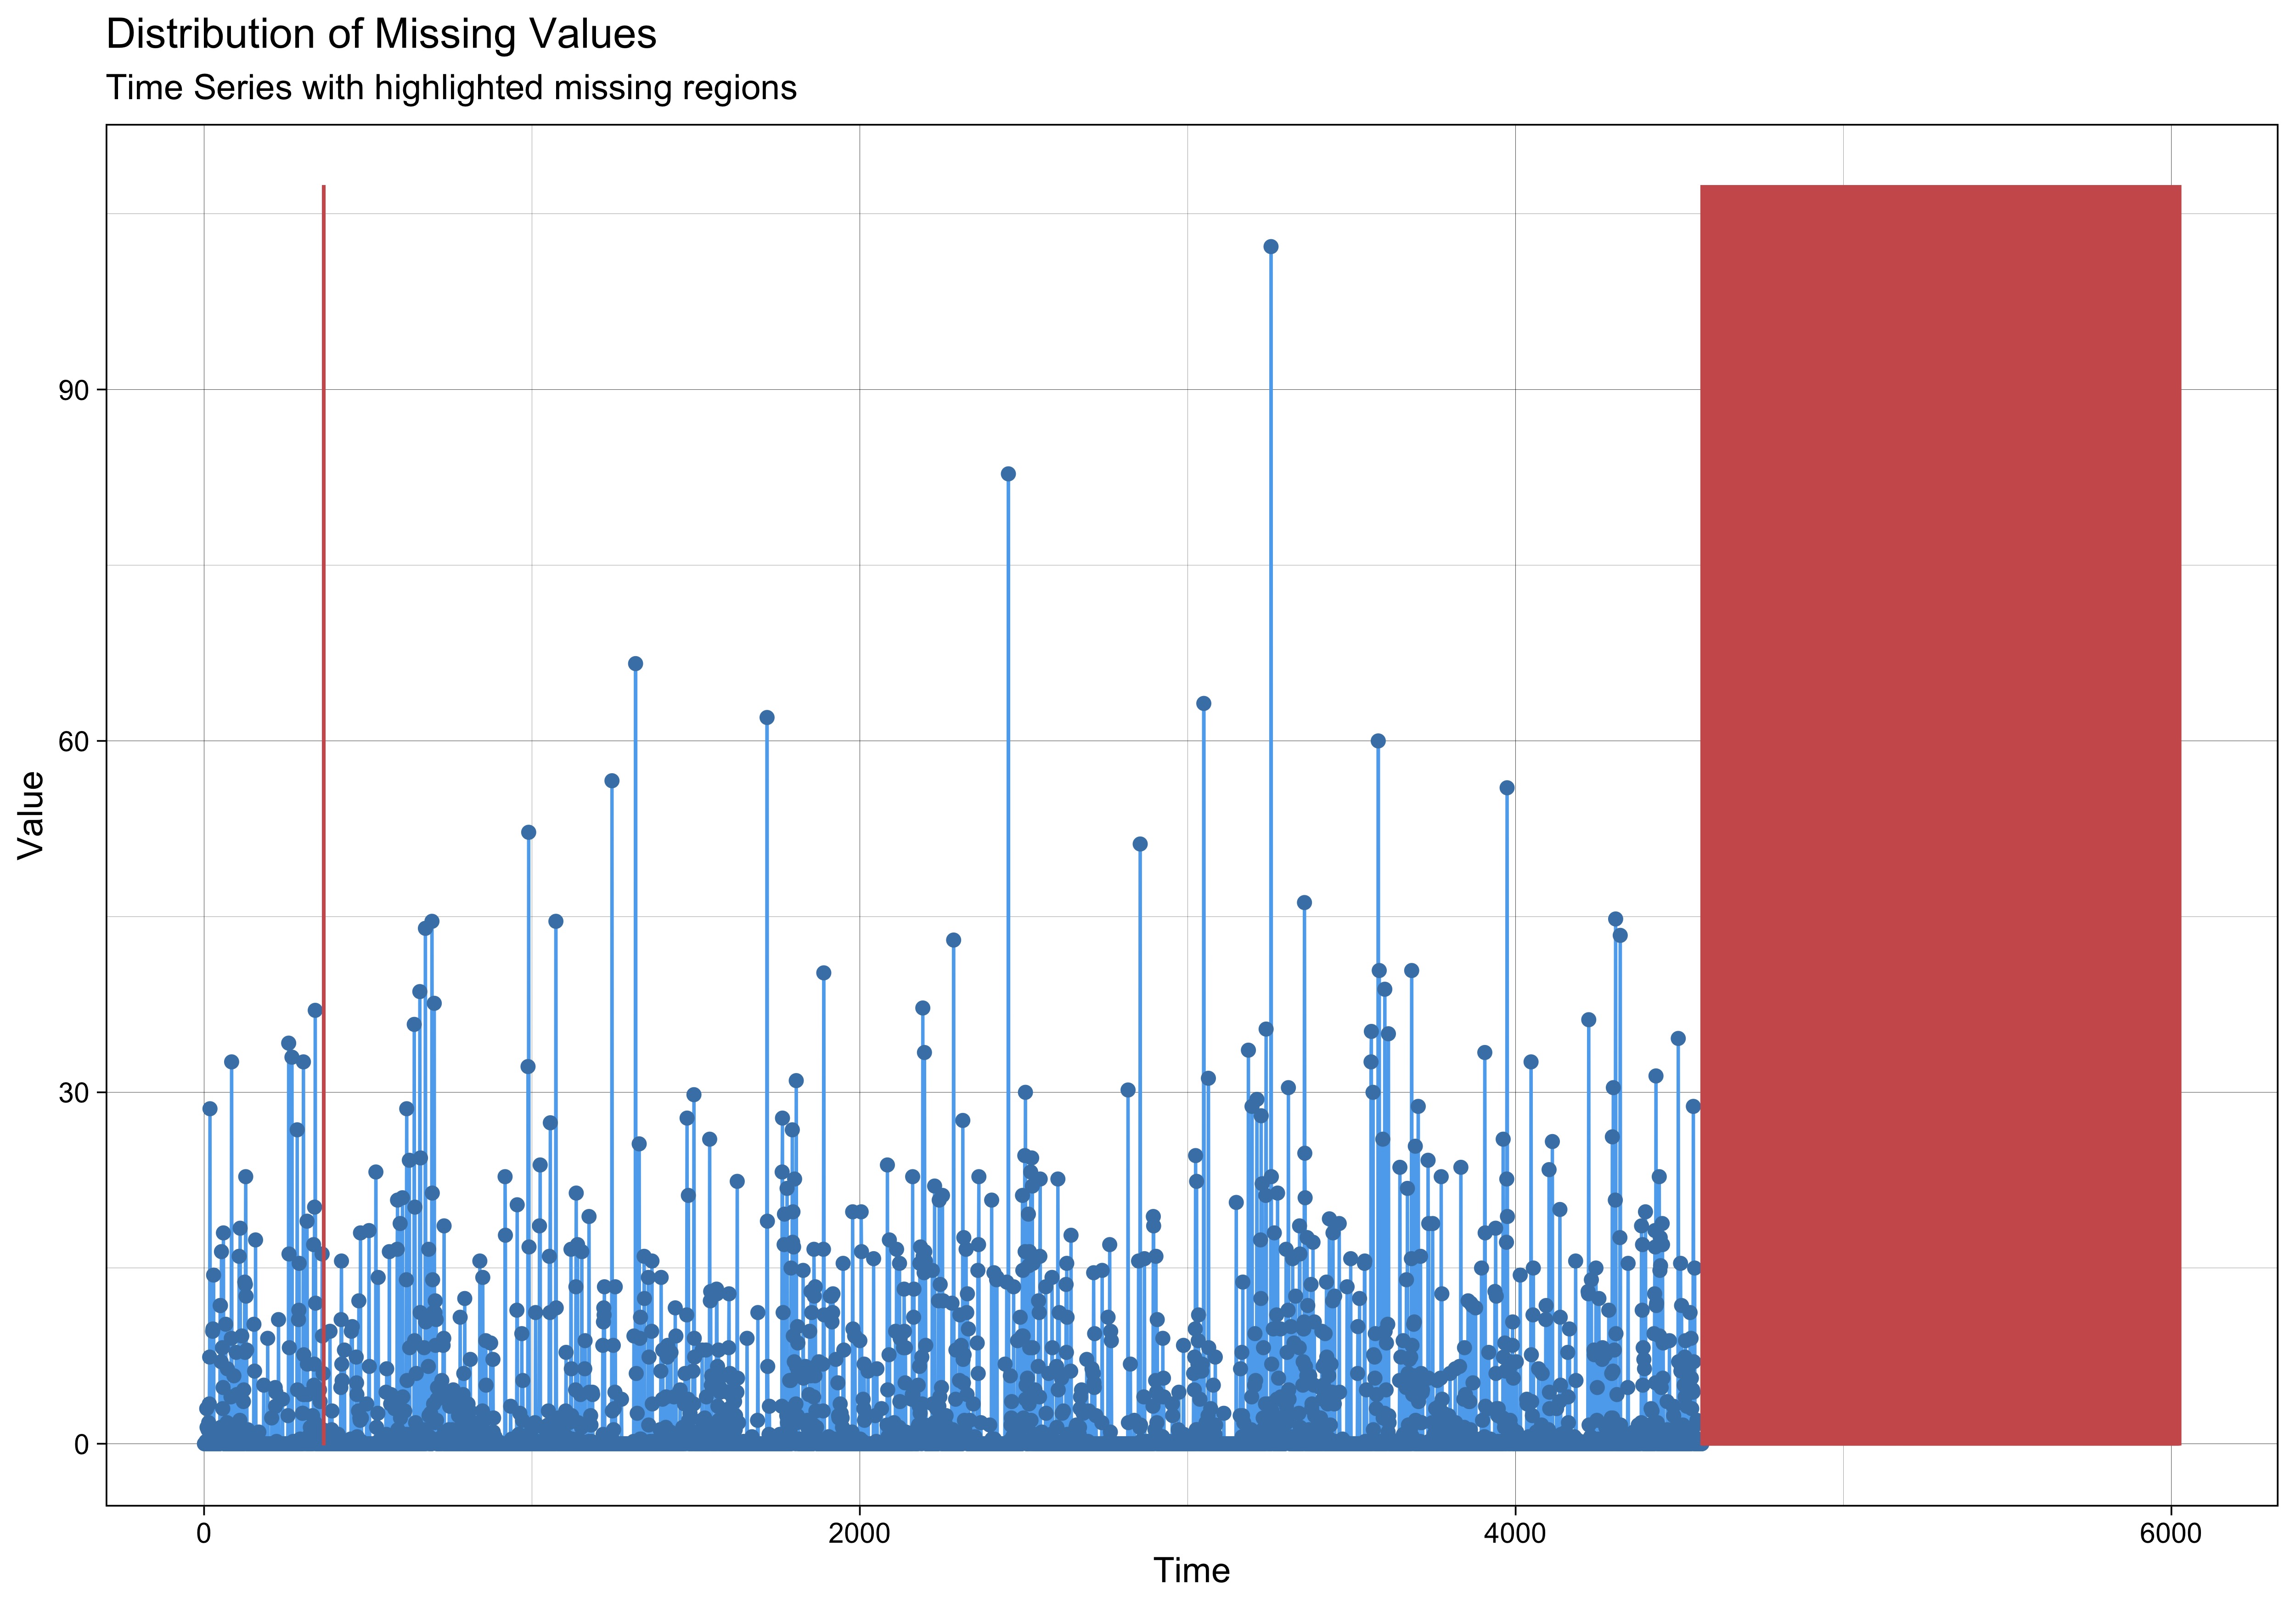 Distribution of Missing Values
Time Series with highlighted missing regions
90
60
30
0
Value
0 2000 4000 6000
Time